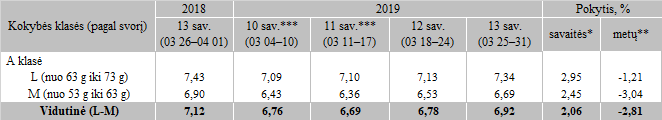 Kokybės klasės (pagal svorį) 2018 2019 Pokytis, %
13 sav. (03 26–04 01) 10 sav.*** (03 04–10) 11 sav.*** (03 11–17) 12 sav. (03 18–24) 13 sav. (03 25–31) savaitės* metų**
A klasė
L (nuo 63 g iki 73 g) 7,43 7,09 7,10 7,13 7,34 2,95 -1,21
M (nuo 53 g iki 63 g) 6,90 6,43 6,36 6,53 6,69 2,45 -3,04
Vidutinė (L-M) 7,12 6,76 6,69 6,78 6,92 2,06 -2,81